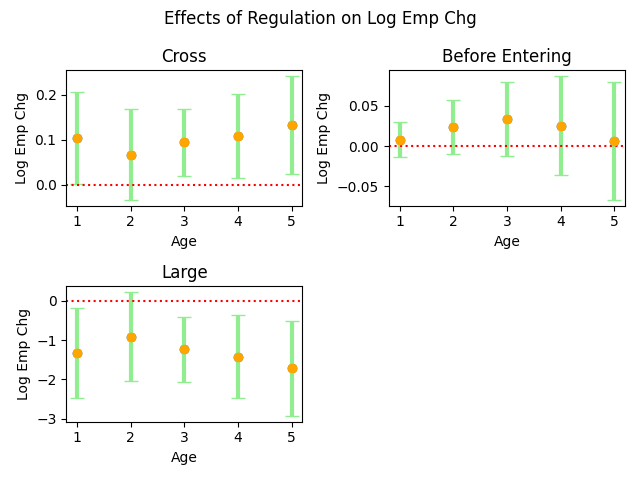 Effects of Regulation on Log Emp Chg
Cross
Log Emp Chg
0.2
0.1
0.0
1 2 3 4 5
Age
Before Entering
Log Emp Chg
0.05
0.00
−0.05
1 2 3 4 5
Age
Large
Log Emp Chg
0
−1
−2
−3
1 2 3 4 5
Age